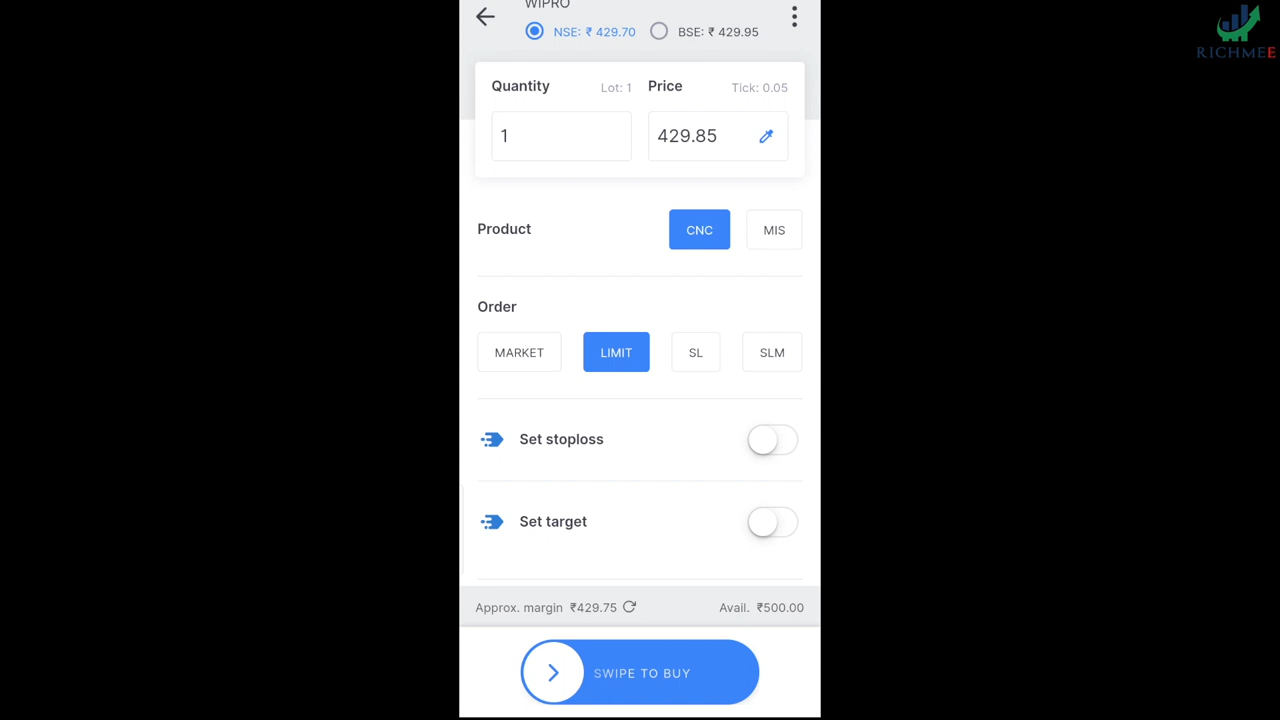 WIPRO
NSE: ₹ 429.70 BSE: ₹ 429.95
RICHMEE
Quantity Lot: 1 Price Tick: 0.05
1 429.85
Product CNC MIS
Order
MARKET LIMIT SL SLM
Set stoploss
Set target
Approx. margin ₹429.75 Avail. ₹500.00
SWIPE TO BUY